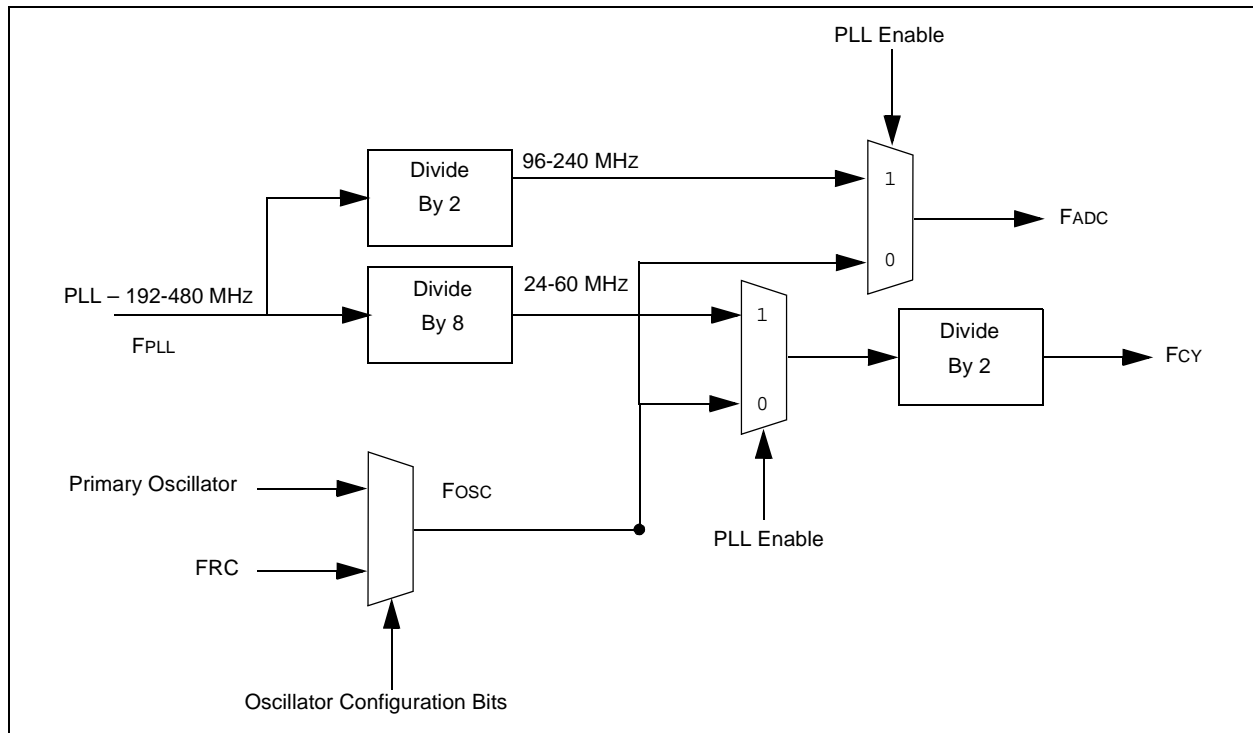 PLL Enable
Divide
By 2
96-240 MHz
1
FADC
0
PLL – 192-480 MHz
FPLL
Divide
By 8
24-60 MHz
1
0
Divide
By 2
FCY
Primary Oscillator
FOSC
FRC
PLL Enable
Oscillator Configuration Bits